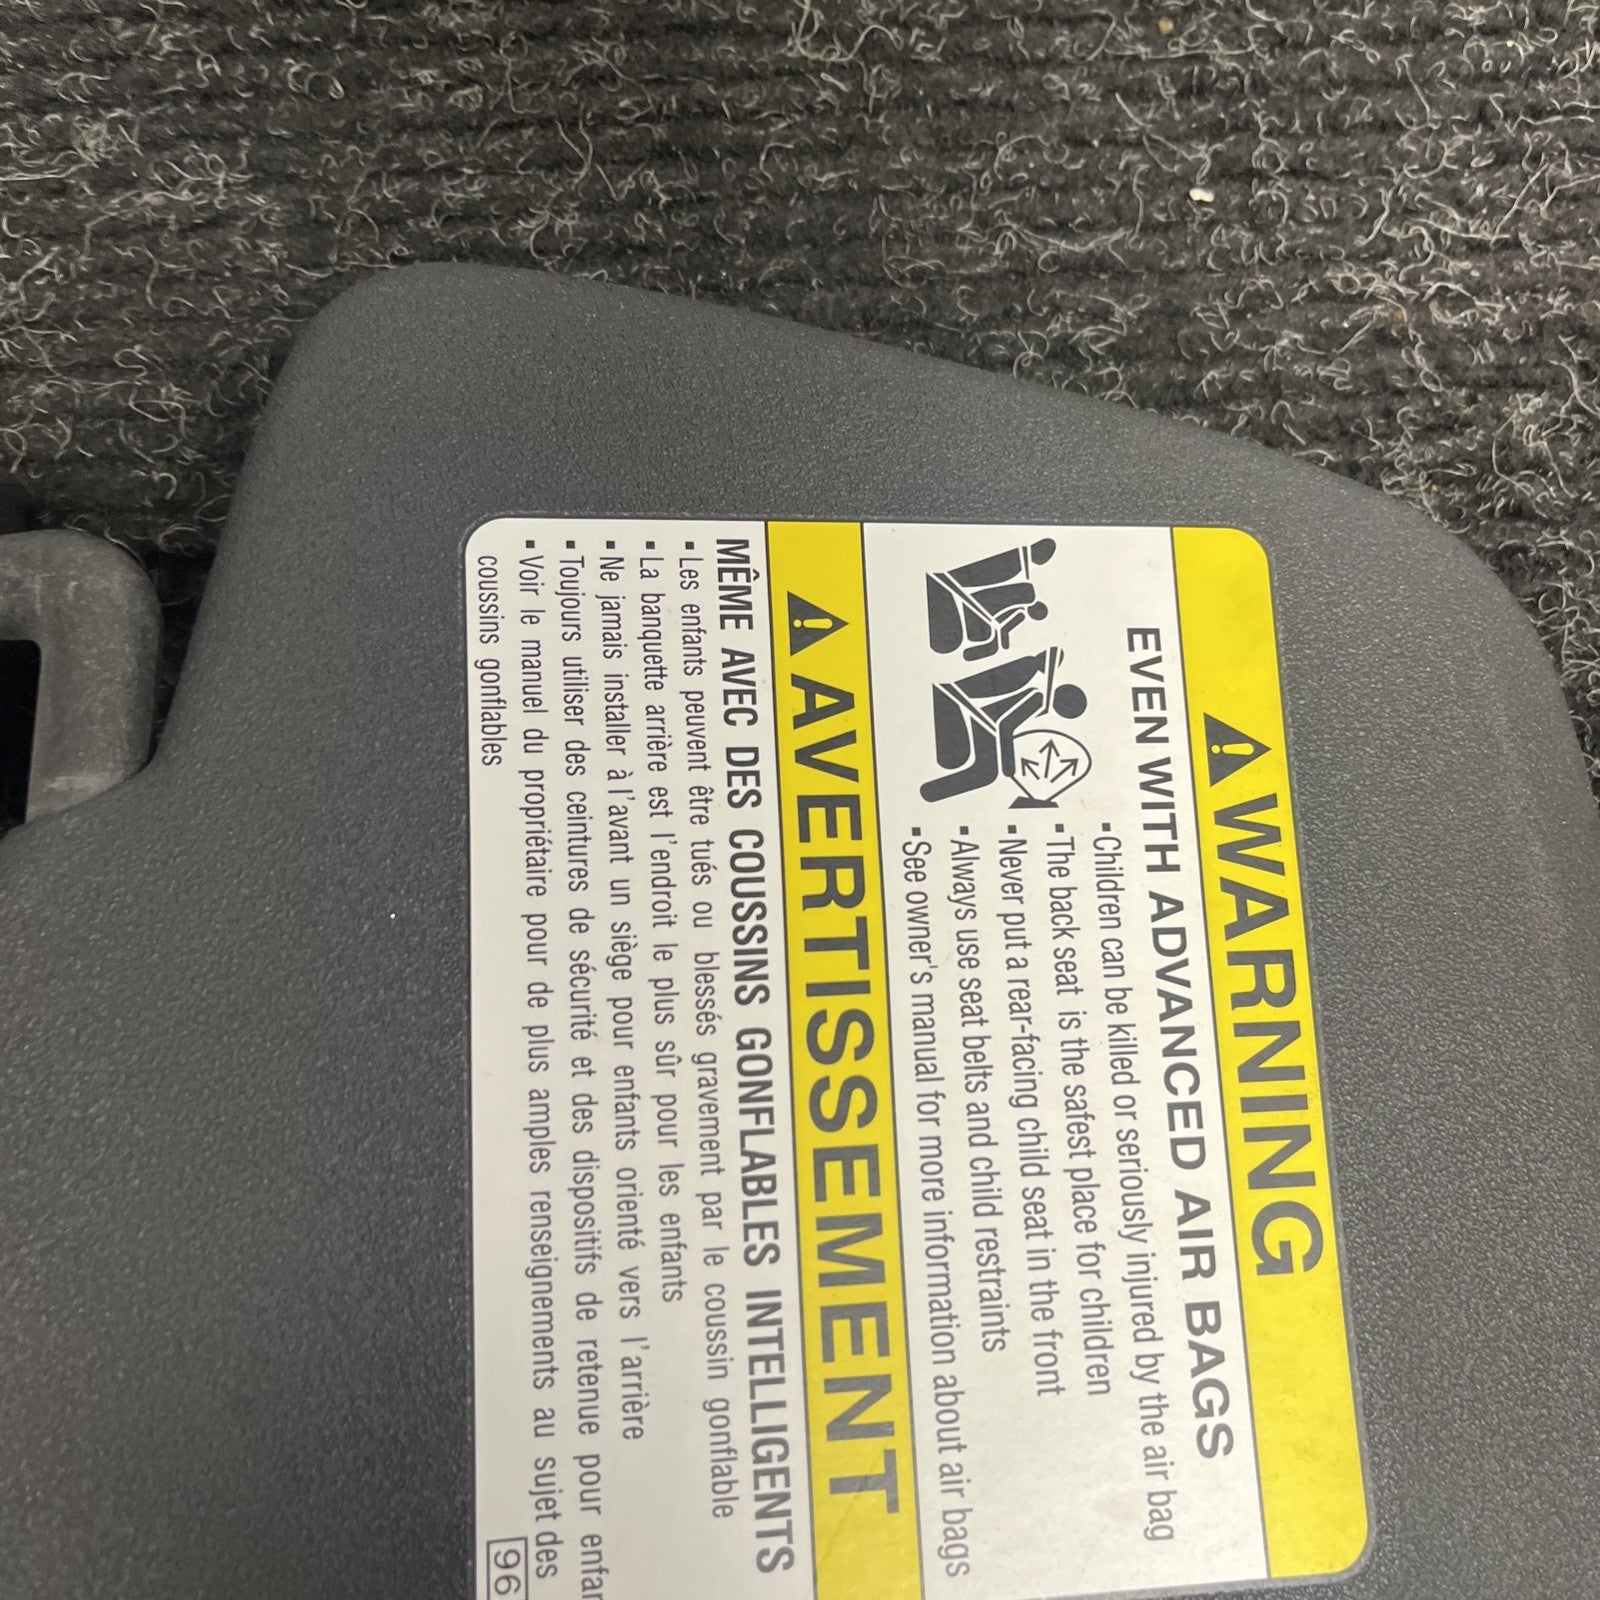 WARNING
EVEN WITH ADVANCED AIR BAGS
▪Children can be killed or seriously injured by the air bag
▪The back seat is the safest place for children
▪Never put a rear-facing child seat in the front
▪Always use seat belts and child restraints
▪See owner's manual for more information about air bags
AVERTISSEMENT
MÊME AVEC DES COUSSINS GONFLABLES INTELLIGENTS
▪Les enfants peuvent être tués ou blessés gravement par le coussin gonflable
▪La banquette arrière est l'endroit le plus sûr pour les enfants
▪Ne jamais installer à l'avant un siège pour enfants orienté vers l'arrière
▪Toujours utiliser des ceintures de sécurité et des dispositifs de retenue pour
▪Voir le manuel du propriétaire pour de plus amples renseignements au sujet des
coussins gonflables
96